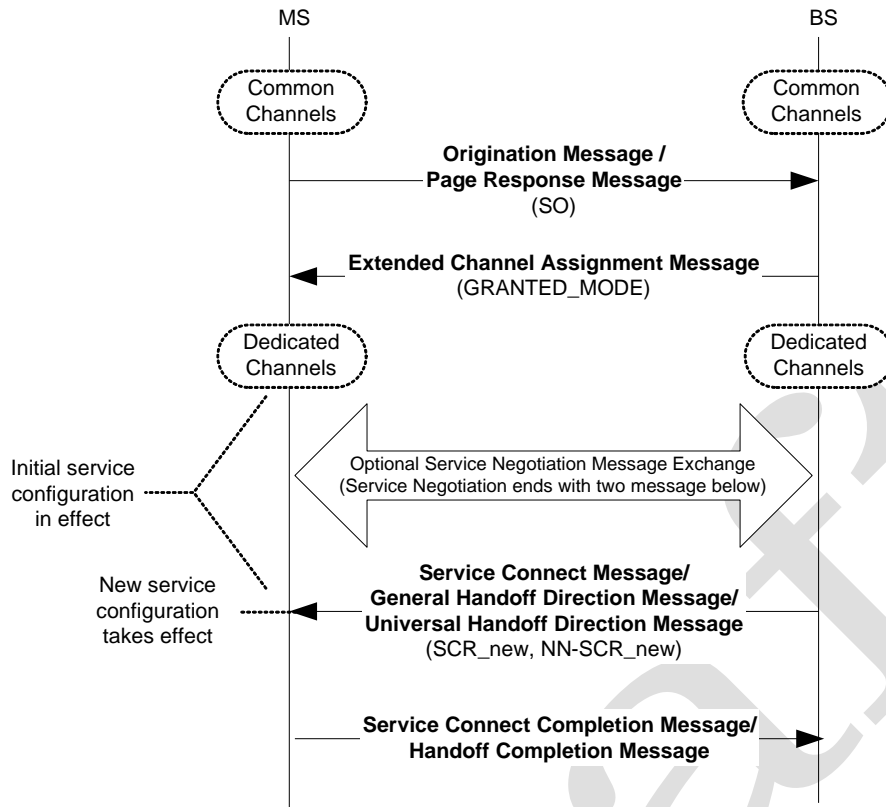 MS
BS
Common
Channels
Common
Channels
Origination Message /
Page Response Message
(SO)
Extended Channel Assignment Message
(GRANTED_MODE)
Dedicated
Channels
Dedicated
Channels
Optional Service Negotiation Message Exchange
(Service Negotiation ends with two message below)
Initial service
configuration
in effect
Service Connect Message/
General Handoff Direction Message/
Universal Handoff Direction Message
(SCR_new, NN-SCR_new)
New service
configuration
takes effect
Service Connect Completion Message/
Handoff Completion Message